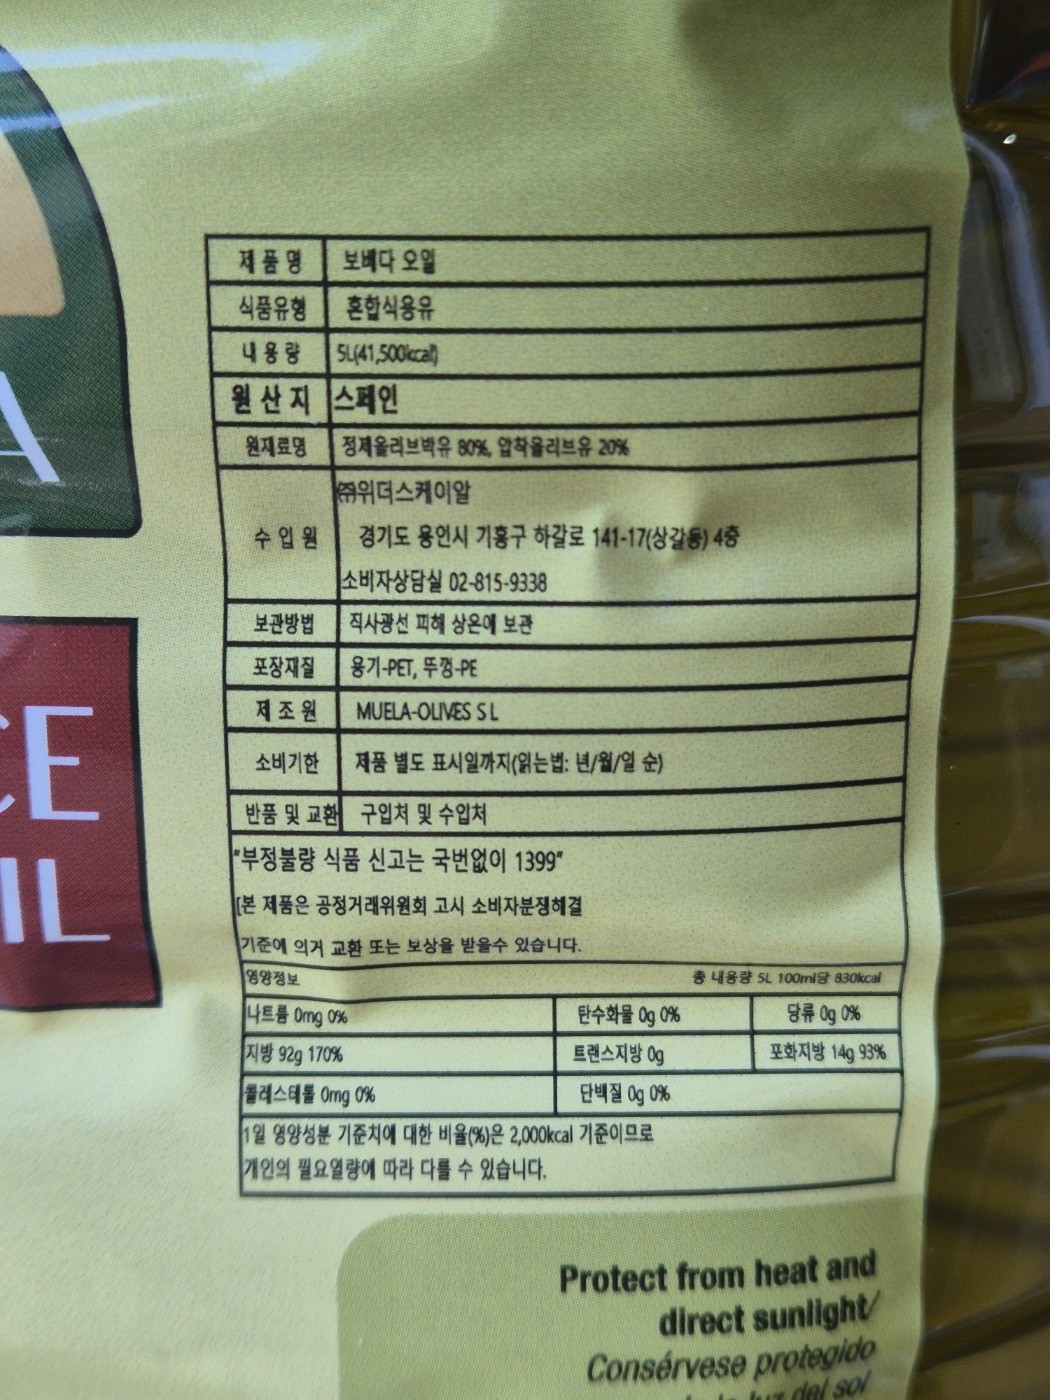 A
CE
IL
제 품 명 보베다 오일
식품유형 혼합식용유
내 용 량 5L(41,500kcal)
원 산 지 스페인
원재료명 정제올리브박유 80%, 압착올리브유 20%
수 입 원 ㈜위더스케이알
경기도 용인시 기흥구 하갈로 141-17(상갈동) 4층
소비자상담실 02-815-9338
보관방법 직사광선 피해 상온에 보관
포장재질 용기-PET, 뚜껑-PE
제 조 원 MUELA-OLIVES S L
소비기한 제품 별도 표시일까지(읽는법: 년/월/일 순)
반품 및 교환 구입처 및 수입처
"부정불량 식품 신고는 국번없이 1399"
[본 제품은 공정거래위원회 고시 소비자분쟁해결
기준에 의거 교환 또는 보상을 받을수 있습니다.
영양정보 총 내용량 5L 100ml당 830kcal
나트륨 0mg 0% 탄수화물 0g 0% 당류 0g 0%
지방 92g 170% 트랜스지방 0g 포화지방 14g 93%
콜레스테롤 0mg 0% 단백질 0g 0%
1일 영양성분 기준치에 대한 비율(%)은 2,000kcal 기준이므로
개인의 필요열량에 따라 다를 수 있습니다.
Protect from heat and
direct sunlight/
Consérvese protegido
luz del sol